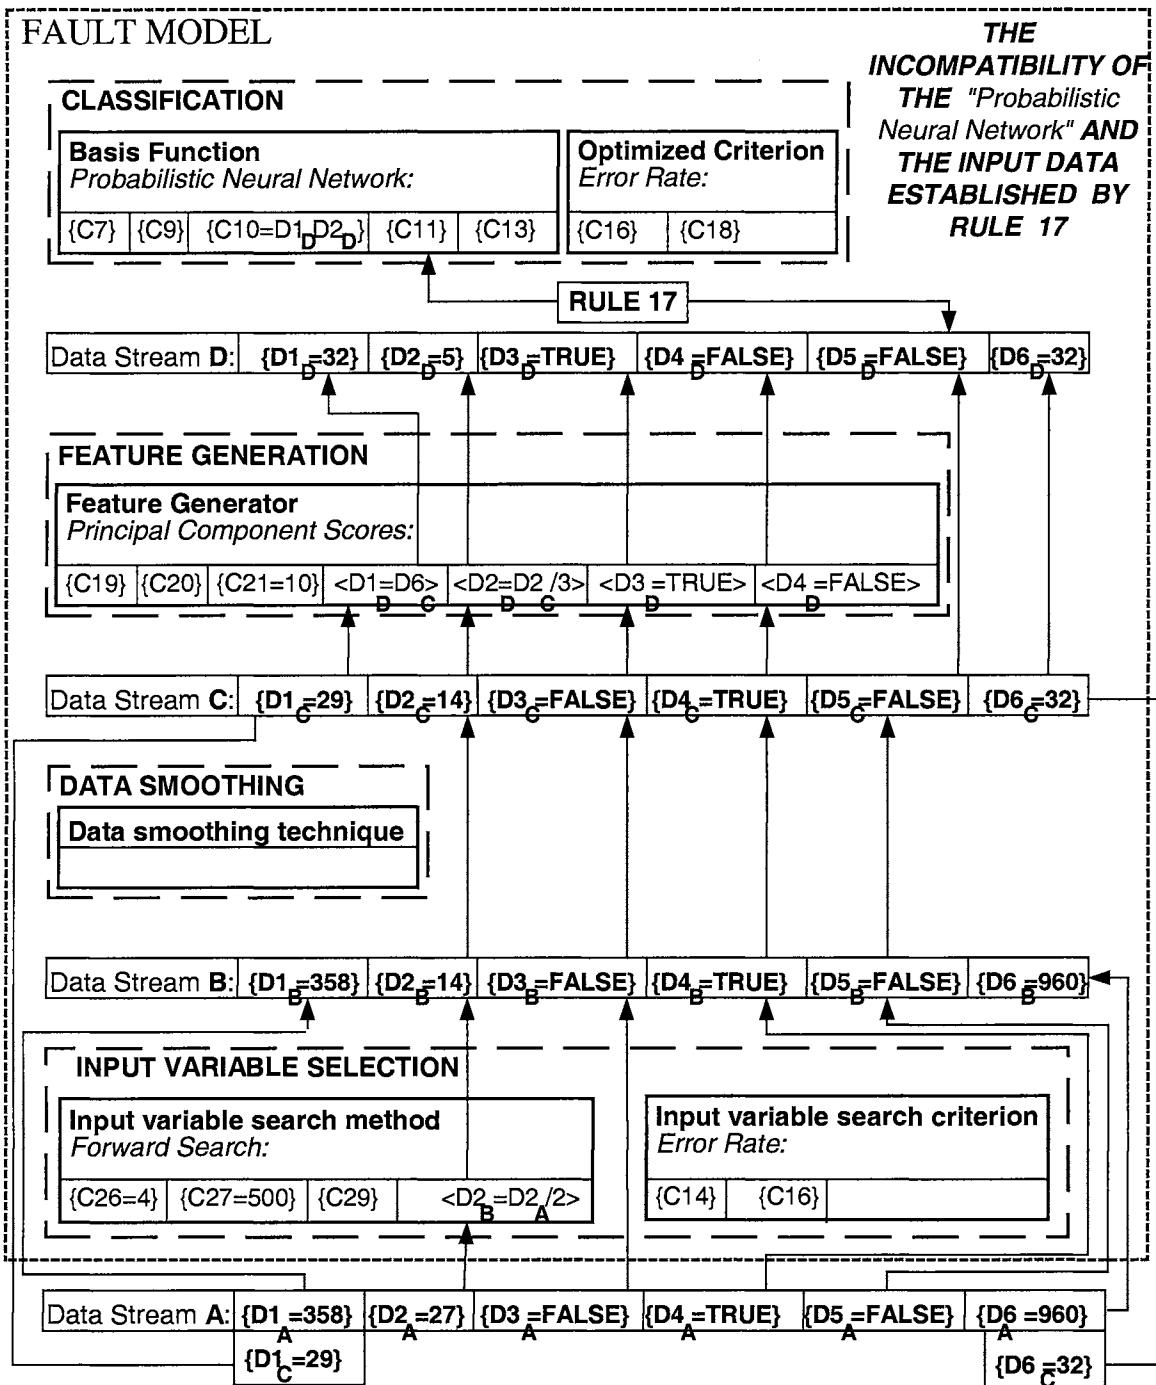 FAULT MODEL
THE
INCOMPATIBILITY OF
THE "Probabilistic
Neural Network" AND
THE INPUT DATA
ESTABLISHED BY
RULE 17
CLASSIFICATION
Basis Function
Probabilistic Neural Network:
{C7} {C9} {C10=D1DD2D} {C11} {C13}
Optimized Criterion
Error Rate:
{C16} {C18}
RULE 17
Data Stream D: {D1D=32} {D2D=5} {D3D=TRUE} {D4D=FALSE} {D5D=FALSE} {D6D=32}
FEATURE GENERATION
Feature Generator
Principal Component Scores:
{C19} {C20} {C21=10} <D1D=D6C> <D2D=D2C/3> <D3D=TRUE> <D4D=FALSE>
Data Stream C: {D1C=29} {D2C=14} {D3C=FALSE} {D4C=TRUE} {D5C=FALSE} {D6C=32}
DATA SMOOTHING
Data smoothing technique
Data Stream B: {D1B=358} {D2B=14} {D3B=FALSE} {D4B=TRUE} {D5B=FALSE} {D6B=960}
INPUT VARIABLE SELECTION
Input variable search method
Forward Search:
{C26=4} {C27=500} {C29} <D2B=D2A/2>
Input variable search criterion
Error Rate:
{C14} {C16}
Data Stream A: {D1A=358} {D2A=27} {D3A=FALSE} {D4A=TRUE} {D5A=FALSE} {D6A=960}
{D1C=29} {D6C=32}